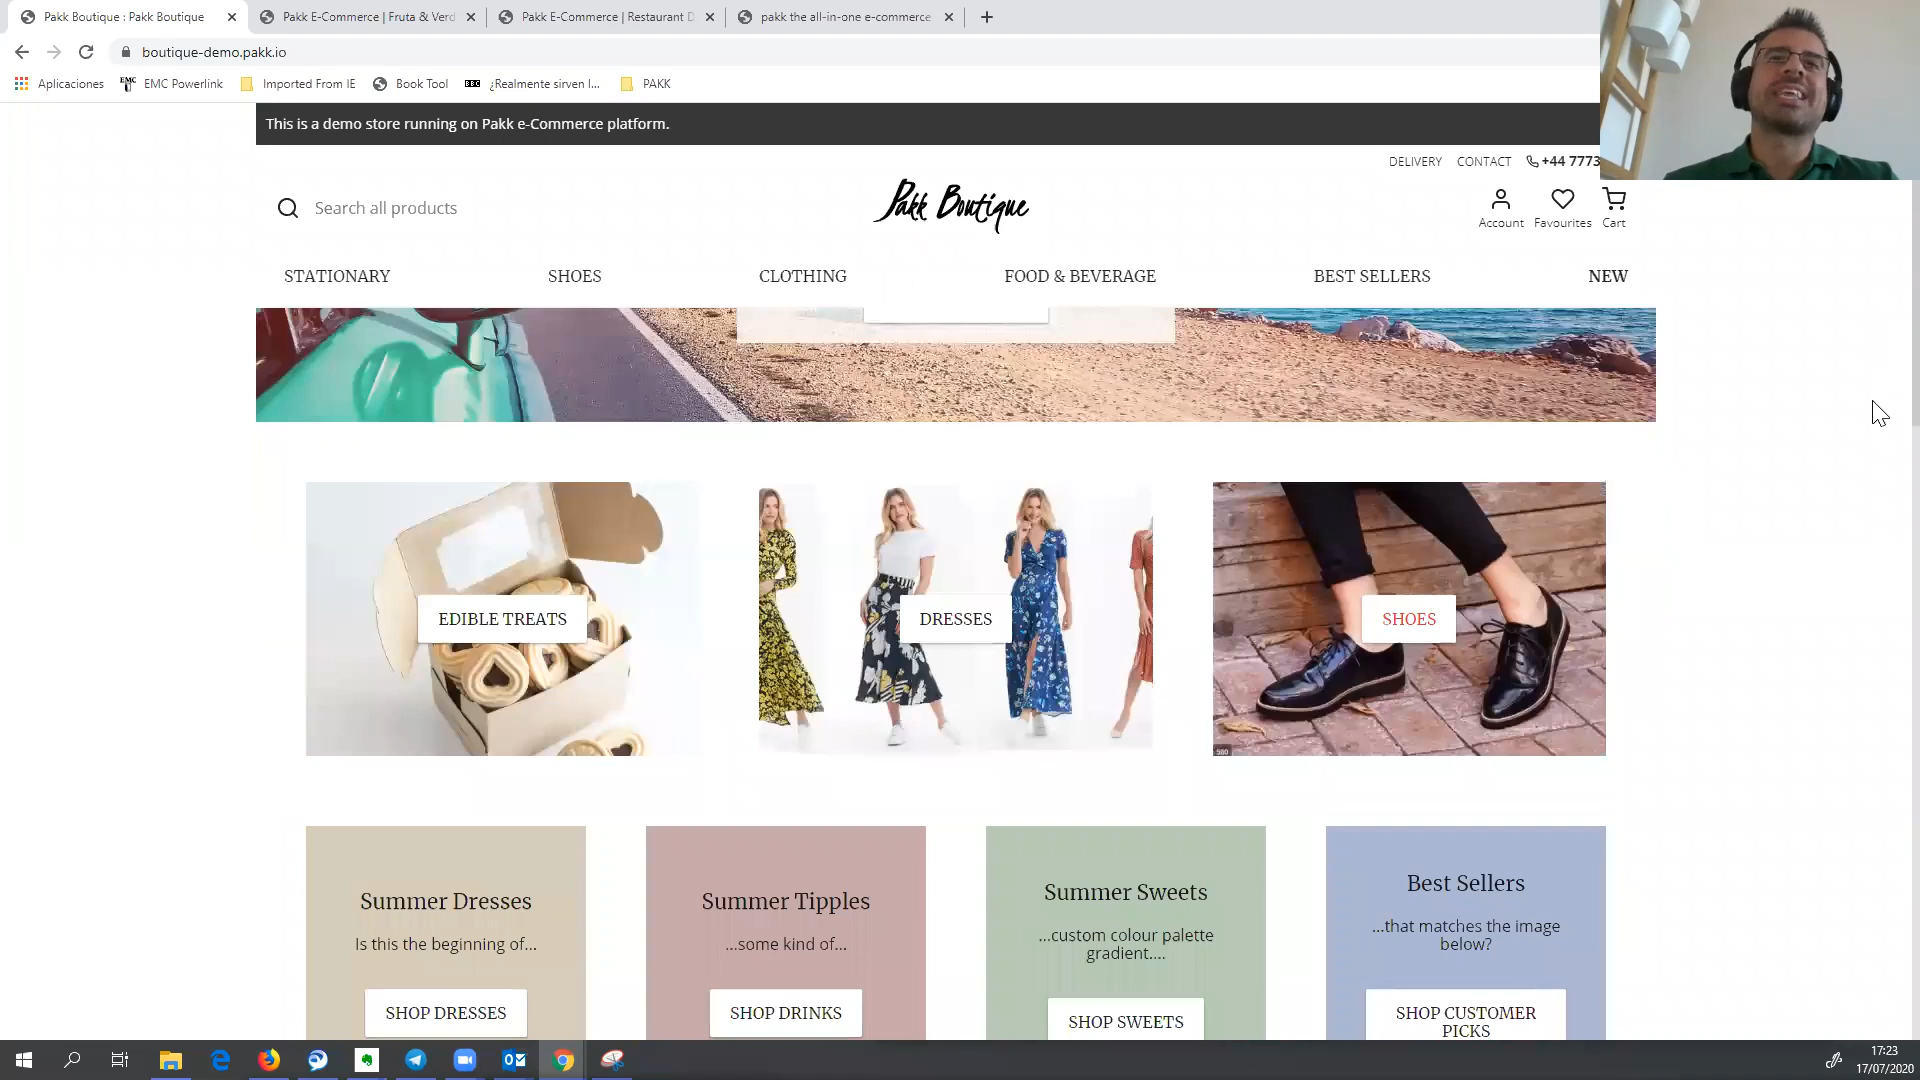 Pakk Boutique : Pakk Boutique
Pakk E-Commerce | Fruta & Verd
Pakk E-Commerce | Restaurant D
pakk the all-in-one e-commerce
boutique-demo.pakk.io
Aplicaciones
EMC EMC Powerlink
Imported From IE
Book Tool
BBC ¿Realmente sirven l...
PAKK
This is a demo store running on Pakk e-Commerce platform.
DELIVERY CONTACT +44 7773
Search all products
Pakk Boutique
Account Favourites Cart
STATIONARY SHOES CLOTHING FOOD & BEVERAGE BEST SELLERS NEW
EDIBLE TREATS
DRESSES
SHOES
980
Summer Dresses
Is this the beginning of...
SHOP DRESSES
Summer Tipples
...some kind of...
SHOP DRINKS
Summer Sweets
...custom colour palette
gradient....
SHOP SWEETS
Best Sellers
...that matches the image
below?
SHOP CUSTOMER
PICKS
17:23
17/07/2020